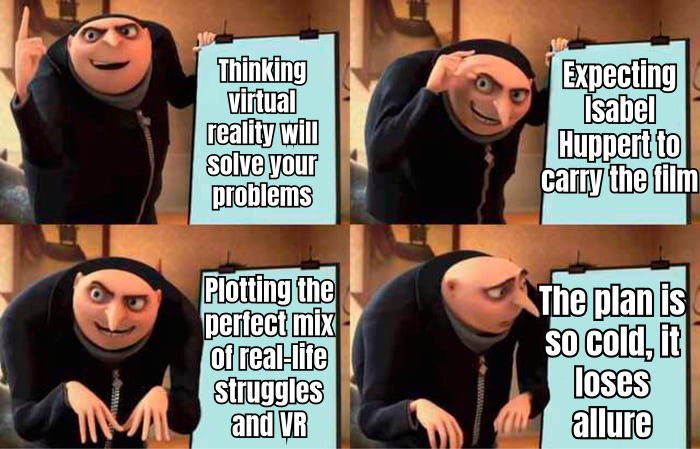 Thinking
virtual
reality will
solve your
problems
Expecting
Isabel
Huppert to
carry the film
Plotting the
perfect mix
of real-life
struggles
and VR
The plan is
so cold, it
loses
allure